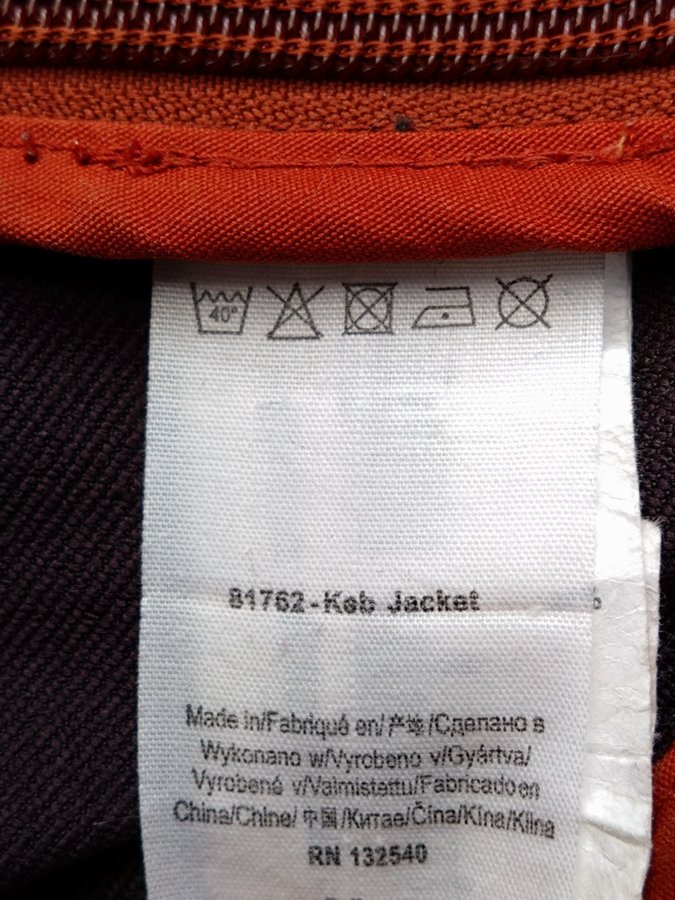 40°
81762-Keb Jacket
%
Made in/Fabriqué en/产地/Сделано в
Wykonano w/Vyrobeno v/Gyártva/
Vyrobené v/Valmistettu/Fabricado en
China/Chine/中国/Китае/Čína/Kína/Kiina
RN 132540